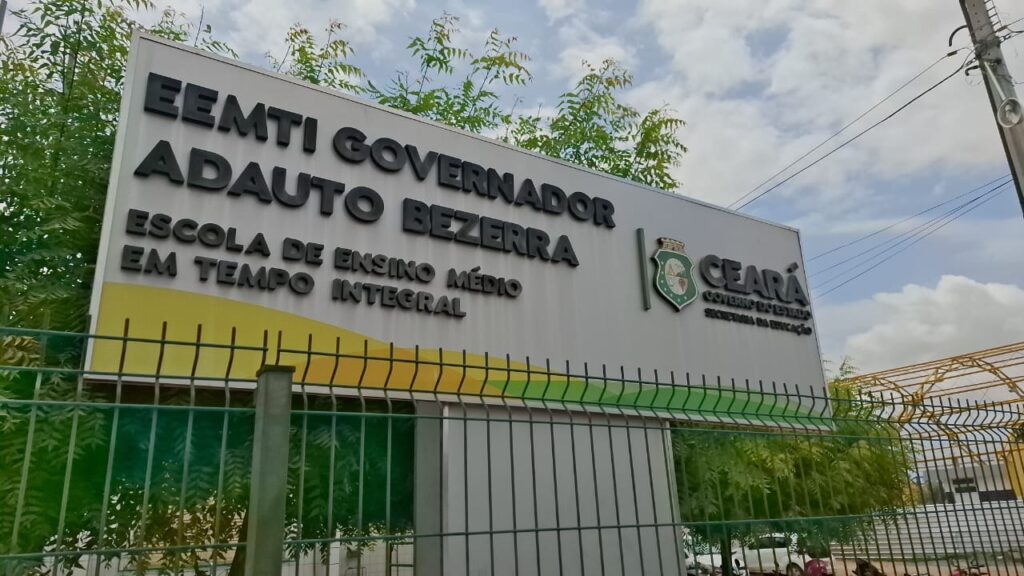 EEMTI GOVERNADOR
ADAUTO BEZERRA
ESCOLA DE ENSINO MÉDIO
EM TEMPO INTEGRAL
CEARÁ
GOVERNO DO ESTADO
SECRETARIA DA EDUCAÇÃO